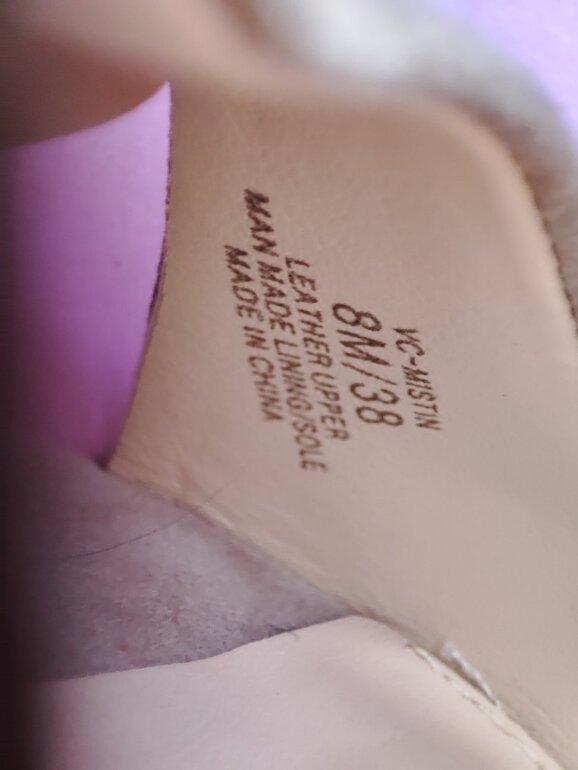 VC-MISTIN
8M/38
LEATHER UPPER
MAN MADE LINING/SOLE
MADE IN CHINA